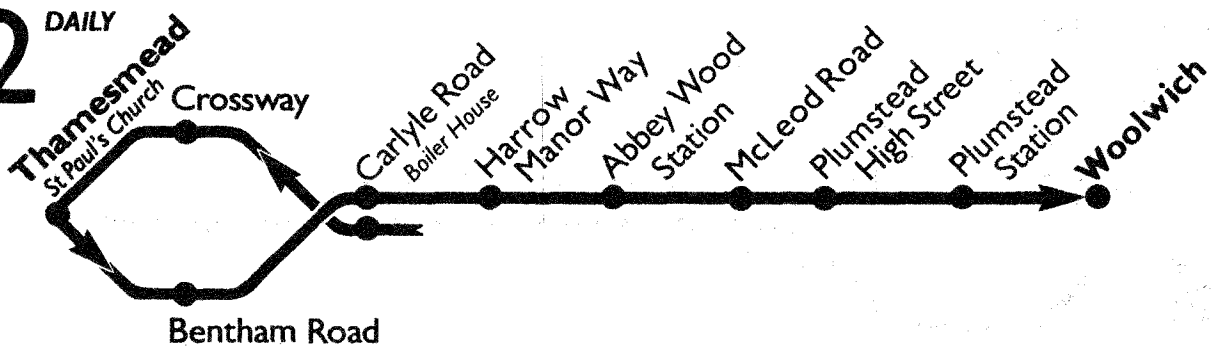 2 DAILY
Thamesmead
St Paul's Church
Crossway
Bentham Road
Carlyle Road
Boiler House
Harrow
Manor Way
Abbey Wood
Station
McLeod Road
Plumstead
High Street
Plumstead
Station
Woolwich